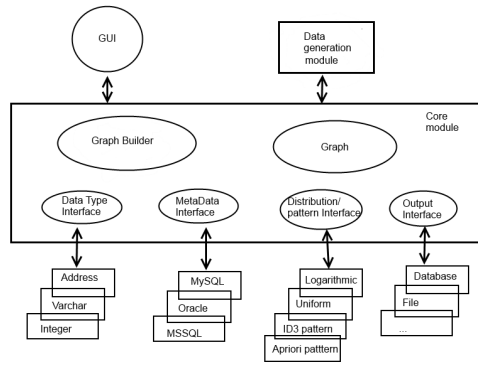 GUI
Data
generation
module
Core
module
Graph Builder
Graph
Data Type
Interface
MetaData
Interface
Distribution/
pattern Interface
Output
Interface
Address
Varchar
Integer
MySQL
Oracle
MSSQL
Logarithmic
Uniform
ID3 pattern
Apriori patttern
Database
File
...